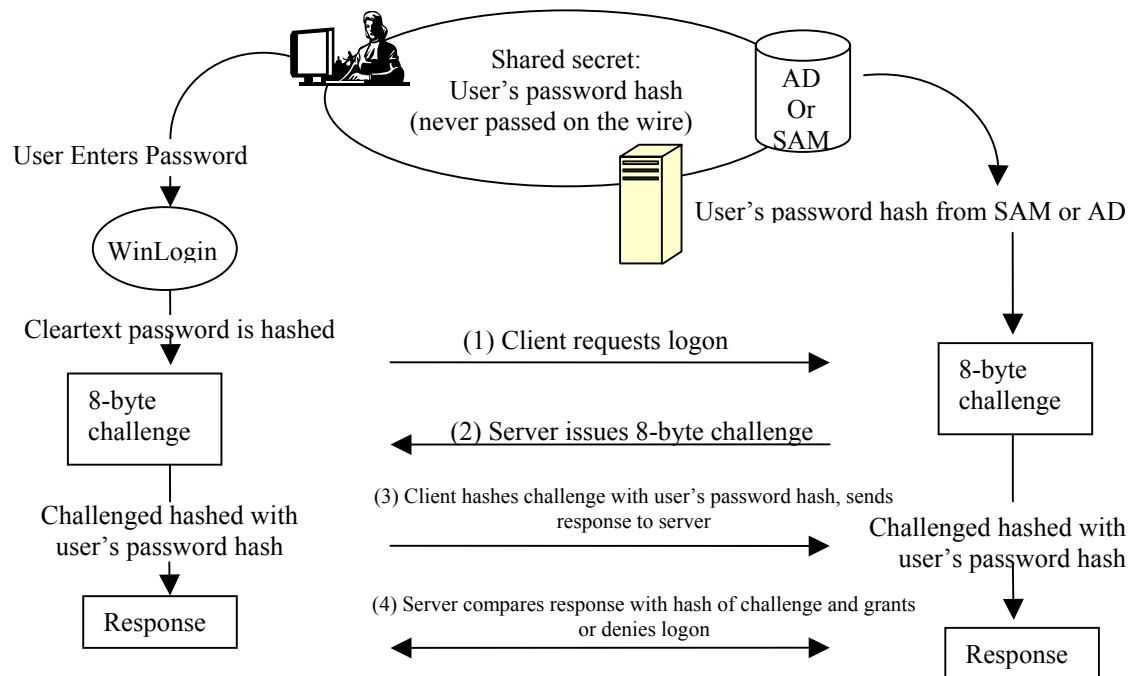 Shared secret:
User's password hash
(never passed on the wire)
AD
Or
SAM
User Enters Password
User's password hash from SAM or AD
WinLogin
Cleartext password is hashed
(1) Client requests logon
8-byte
challenge
8-byte
challenge
(2) Server issues 8-byte challenge
(3) Client hashes challenge with user's password hash, sends
response to server
Challenged hashed with
user's password hash
Challenged hashed with
user's password hash
(4) Server compares response with hash of challenge and grants
or denies logon
Response
Response